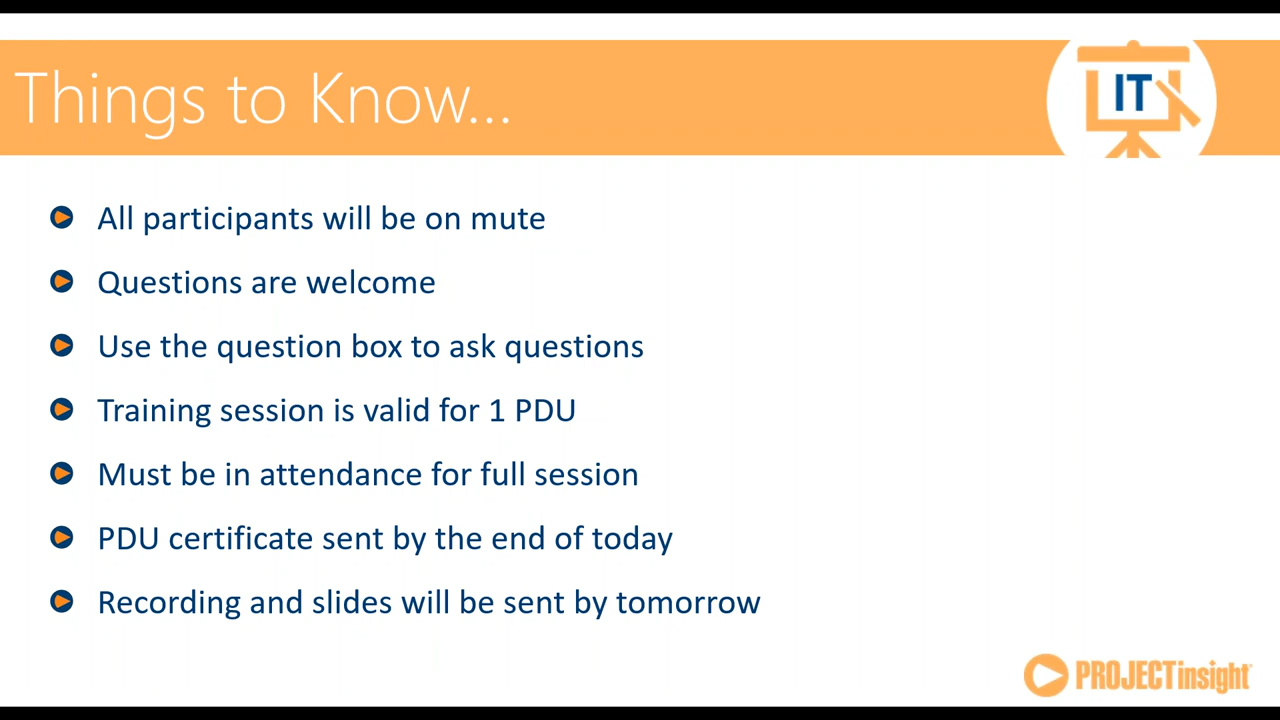 Things to Know...
IT
All participants will be on mute
Questions are welcome
Use the question box to ask questions
Training session is valid for 1 PDU
Must be in attendance for full session
PDU certificate sent by the end of today
Recording and slides will be sent by tomorrow
PROJECTinsight